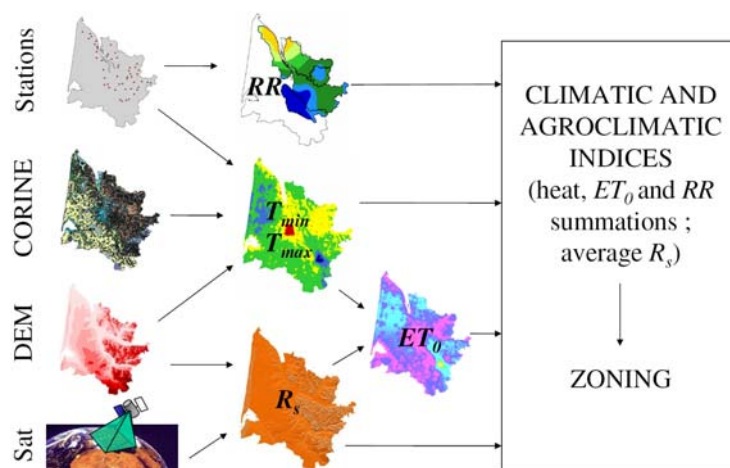 Stations
CORINE
DEM
Sat
RR
T_min
T_max
R_s
ET_0
CLIMATIC AND
AGROCLIMATIC
INDICES
(heat, ET_0 and RR
summations ;
average R_s)
ZONING